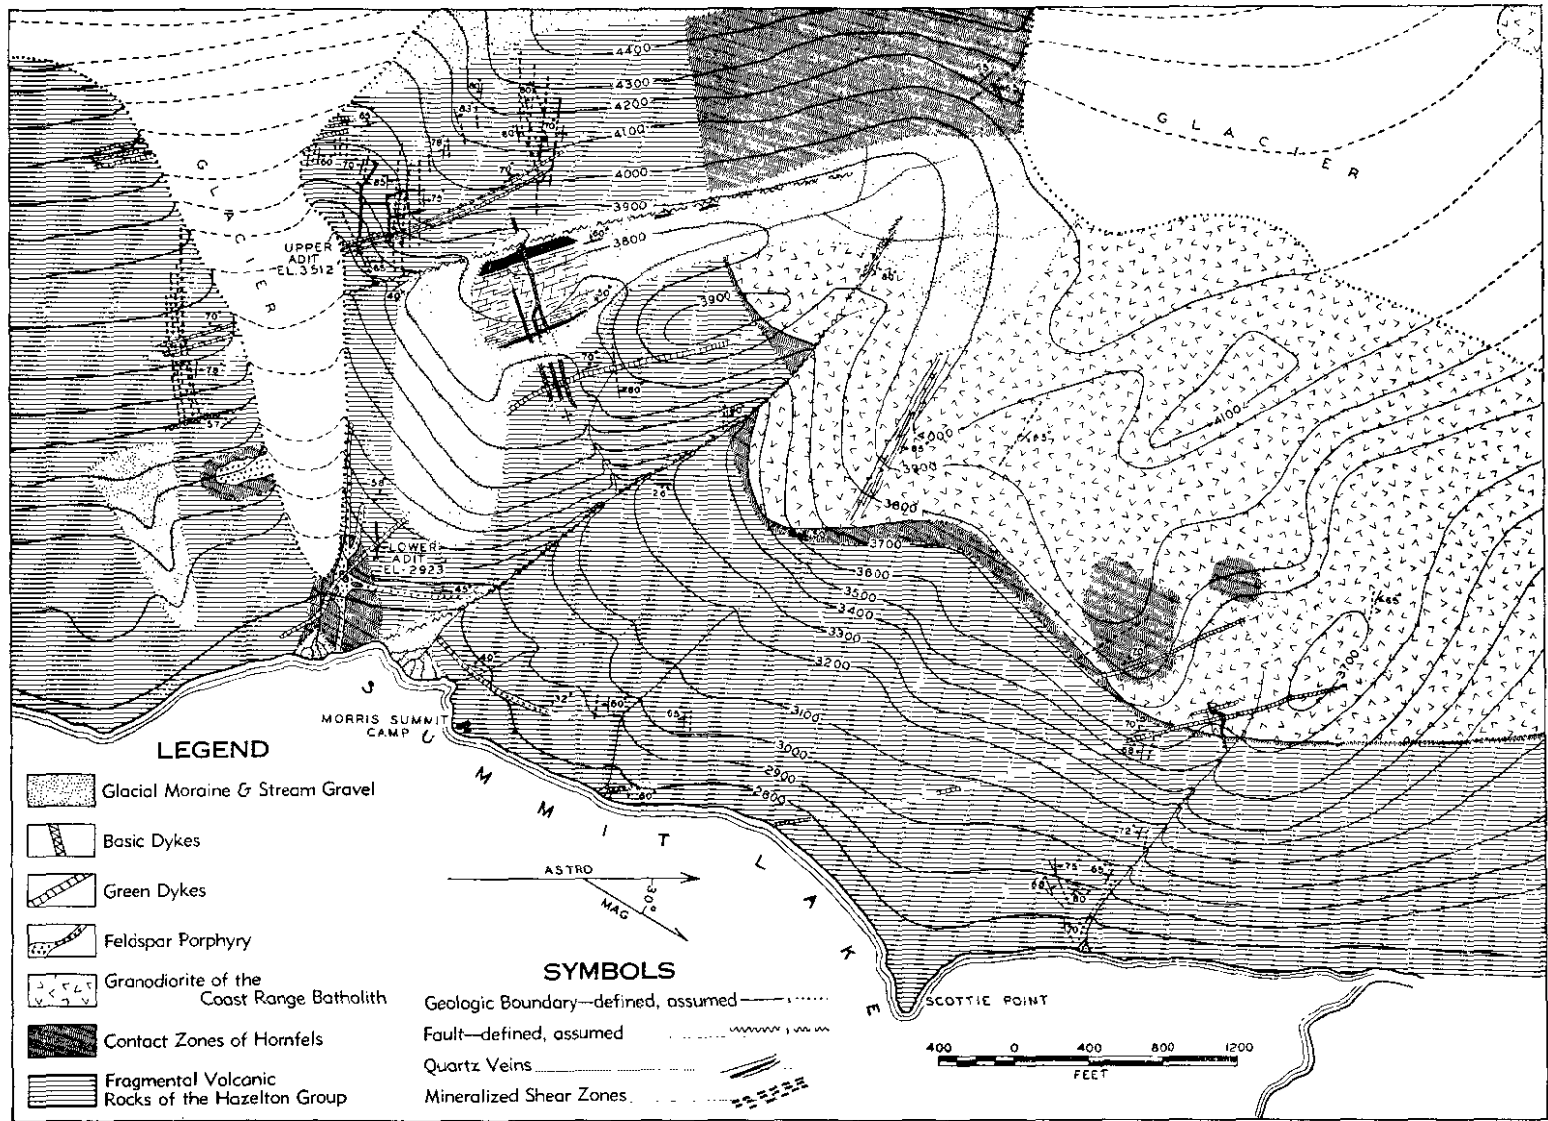 4400
4300
4200
4100
4000
3900
3800
GLACIER
GLACIER
UPPER
ADIT
EL. 3512
3900
4100
4000
3900
3800
3700
3600
3500
3400
3300
3200
3100
3000
2900
2800
3700
LOWER
ADIT
EL. 2923
MORRIS SUMMIT
CAMP
SUMMIT LAKE
SCOTTIE POINT
ASTRO
MAG
30°
LEGEND
Glacial Moraine & Stream Gravel
Basic Dykes
Green Dykes
Feldspar Porphyry
Granodiorite of the
Coast Range Batholith
Contact Zones of Hornfels
Fragmental Volcanic
Rocks of the Hazelton Group
SYMBOLS
Geologic Boundary—defined, assumed
Fault—defined, assumed
Quartz Veins
Mineralized Shear Zones
400 0 400 800 1200
FEET